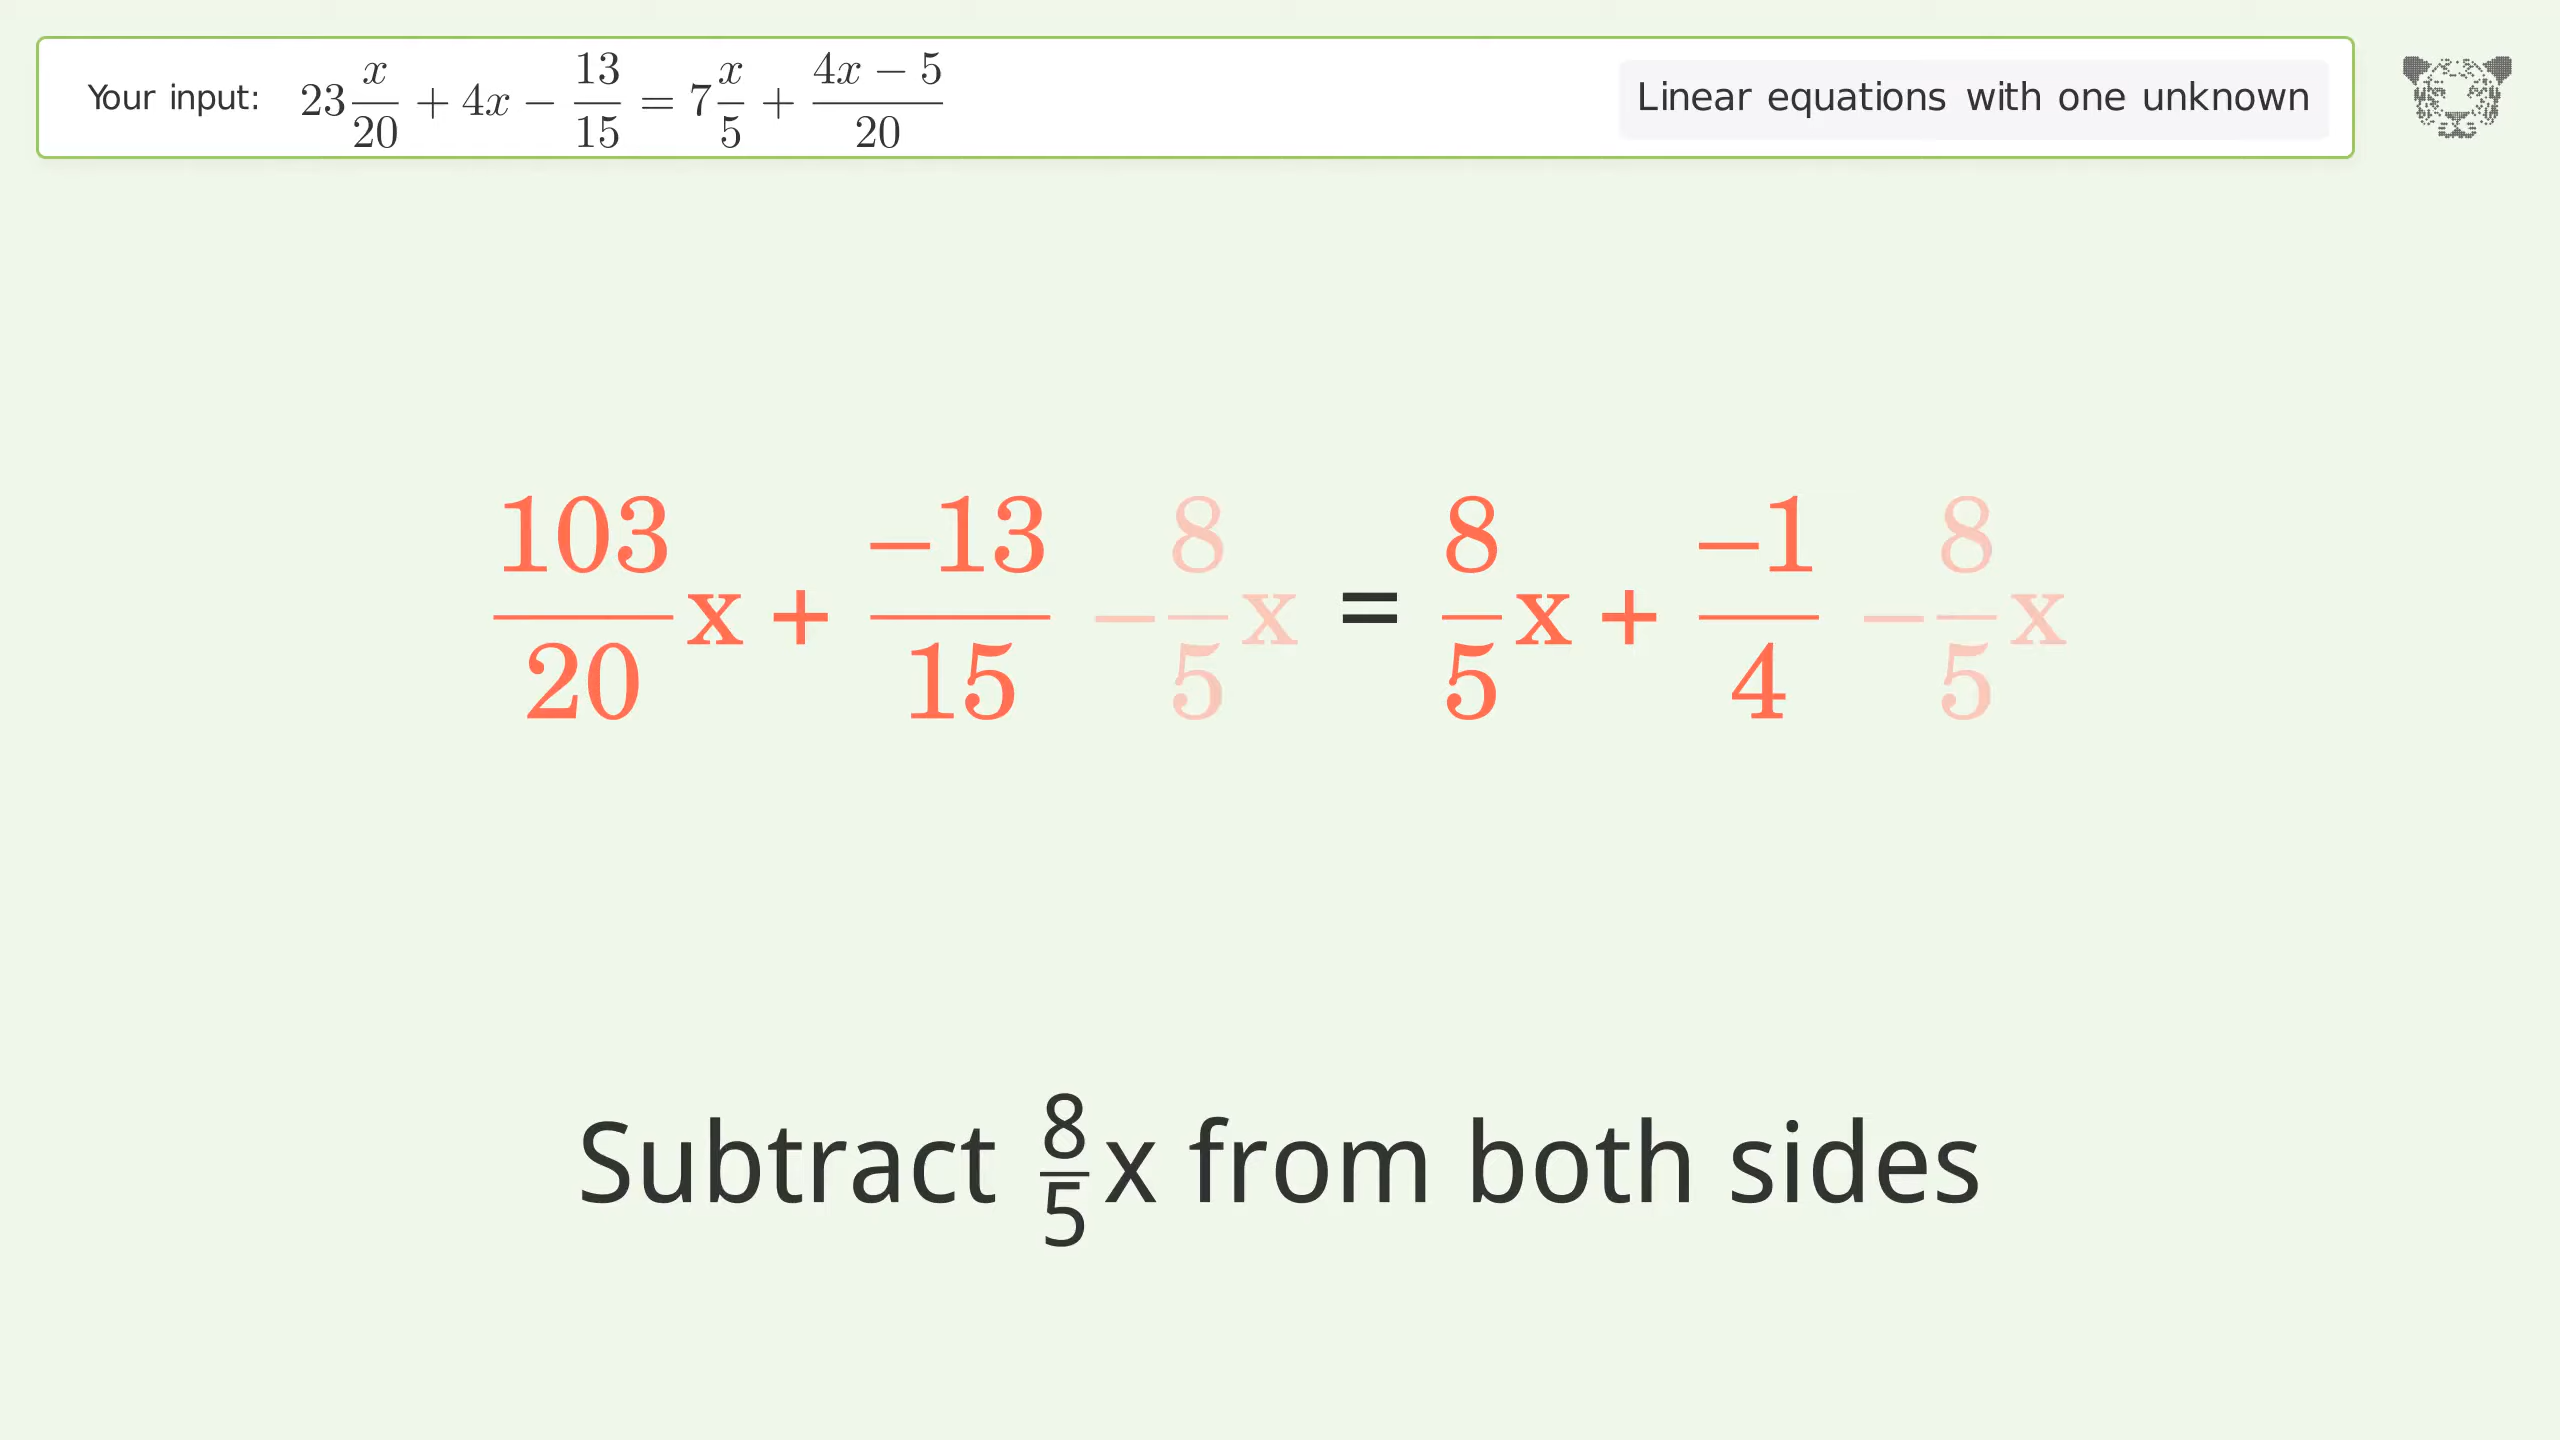 Your input: 23 x/20 + 4x − 13/15 = 7 x/5 + (4x − 5)/20
Linear equations with one unknown
103/20 x + −13/15 − 8/5 x = 8/5 x + −1/4 − 8/5 x
Subtract 8/5 x from both sides